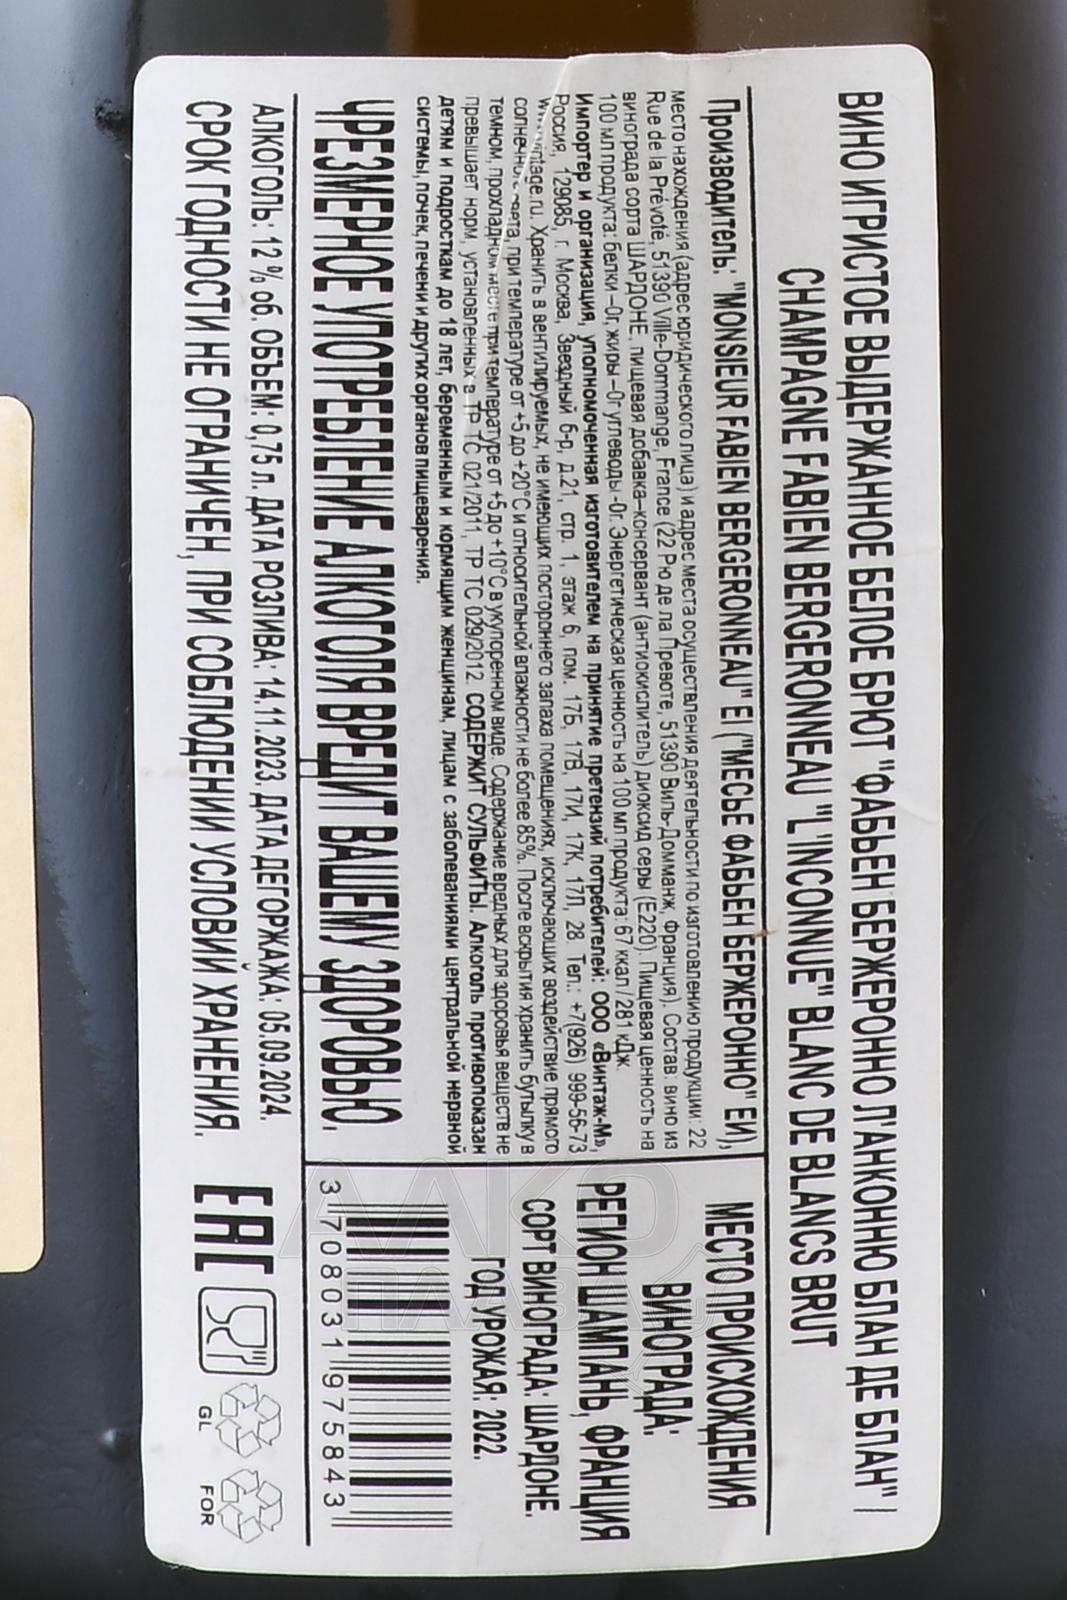 ВИНО ИГРИСТОЕ ВЫДЕРЖАННОЕ БЕЛОЕ БРЮТ "ФАБЬЕН БЕРЖЕРОННО Л'АНКОННЮ БЛАН ДЕ БЛАН" /
CHAMPAGNE FABIEN BERGERONNEAU "L'INCONNUE" BLANC DE BLANCS BRUT
Производитель: "MONSIEUR FABIEN BERGERONNEAU" EI ("МЕСЬЕ ФАБЬЕН БЕРЖЕРОННО" ЕИ),
место нахождения (адрес юридического лица) и адрес места осуществления деятельности по изготовлению продукции: 22
Rue de la Prévôté, 51390 Ville-Dommange, France (22 Рю де ла Превоте, 51390 Виль-Домманж, Франция). Состав: вино из
винограда сорта ШАРДОНЕ, пищевая добавка–консервант (антиокислитель) диоксид серы (Е220). Пищевая ценность на
100 мл продукта: белки –0г, жиры –0г, углеводы -0г. Энергетическая ценность на 100 мл продукта: 67 ккал / 281 кДж.
Импортер и организация, уполномоченная изготовителем на принятие претензий потребителей: ООО «Винтаж-М»,
Россия, 129085, г. Москва, Звездный б-р, д.21, стр. 1, этаж 6, пом. 17Б, 17В, 17И, 17К, 17Л, 28. Тел.: +7(926) 999-56-73
Хранить в вентилируемых, не имеющих постороннего запаха помещениях, исключающих воздействие прямого
солнечного света, при температуре от +5 до +20°С и относительной влажности не более 85%. После вскрытия хранить бутылку в
темном, прохладном месте при температуре от +5 до +10°С в укупоренном виде. Содержание вредных для здоровья веществ не
превышает норм, установленных в ТР ТС 021/2011, ТР ТС 029/2012. СОДЕРЖИТ СУЛЬФИТЫ. Алкоголь противопоказан
детям и подросткам до 18 лет, беременным и кормящим женщинам, лицам с заболеваниями центральной нервной
системы, почек, печени и других органов пищеварения.
ЧРЕЗМЕРНОЕ УПОТРЕБЛЕНИЕ АЛКОГОЛЯ ВРЕДИТ ВАШЕМУ ЗДОРОВЬЮ.
МЕСТО ПРОИСХОЖДЕНИЯ
ВИНОГРАДА:
РЕГИОН ШАМПАНЬ, ФРАНЦИЯ
СОРТ ВИНОГРАДА: ШАРДОНЕ.
ГОД УРОЖАЯ: 2022.
3 708031 975843
АЛКОГОЛЬ: 12 % об. ОБЪЕМ: 0,75 л. ДАТА РОЗЛИВА: 14.11.2023. ДАТА ДЕГОРЖАЖА: 05.09.2024.
СРОК ГОДНОСТИ НЕ ОГРАНИЧЕН, ПРИ СОБЛЮДЕНИИ УСЛОВИЙ ХРАНЕНИЯ.
EAC
GL
FOR